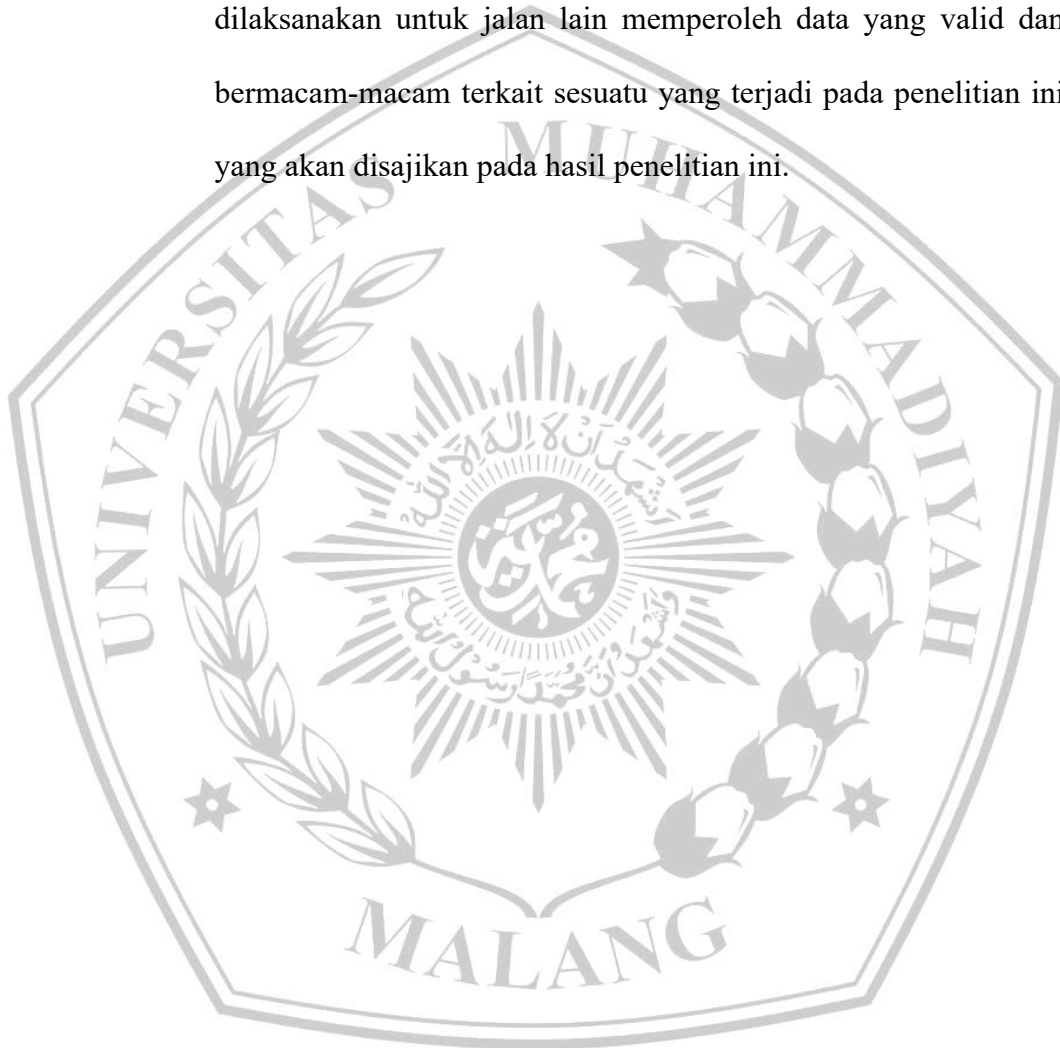 dilaksanakan untuk jalan lain memperoleh data yang valid dan
bermacam-macam terkait sesuatu yang terjadi pada penelitian ini
yang akan disajikan pada hasil penelitian ini.
UNIVERSITAS MUHAMMADIYAH
MALANG